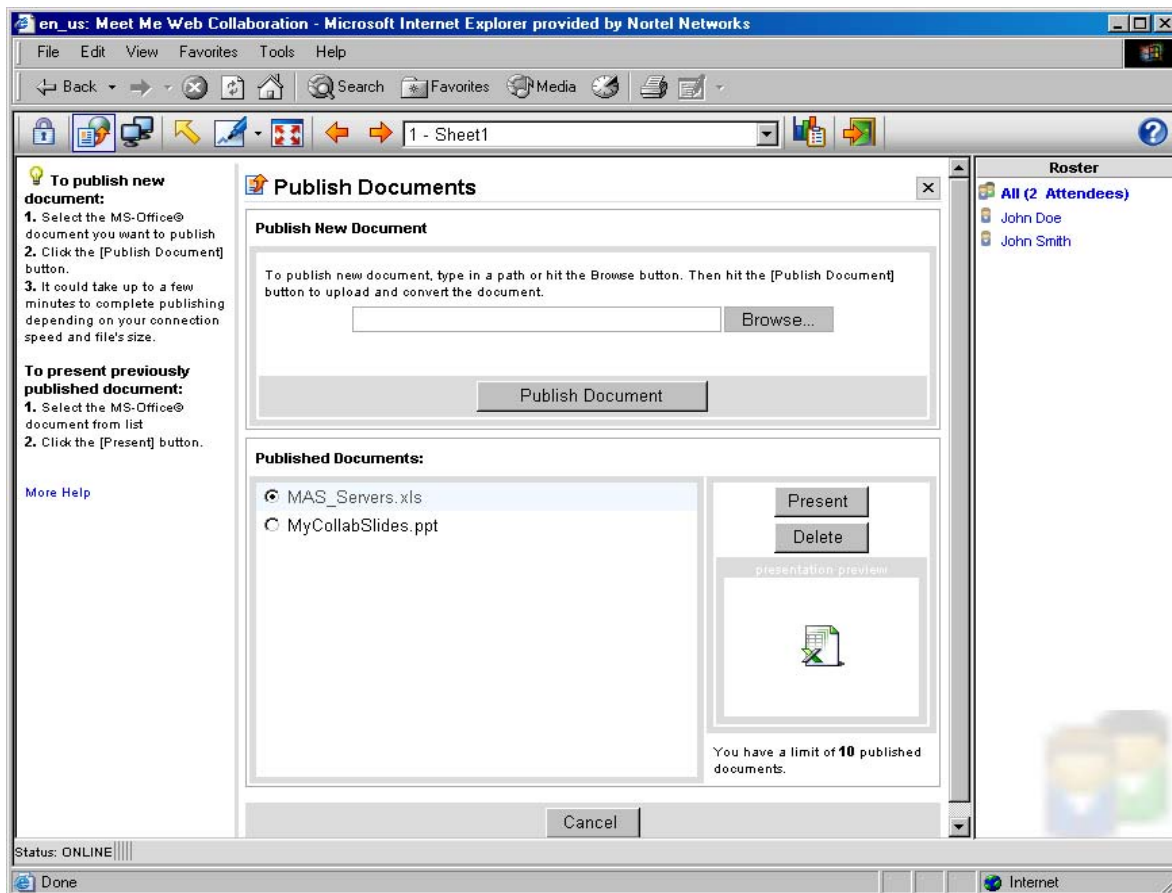 en_us: Meet Me Web Collaboration - Microsoft Internet Explorer provided by Nortel Networks
File Edit View Favorites Tools Help
Back Search Favorites Media
1 - Sheet1
To publish new
document:
1. Select the MS-Office©
document you want to publish
2. Click the [Publish Document]
button.
3. It could take up to a few
minutes to complete publishing
depending on your connection
speed and file's size.
To present previously
published document:
1. Select the MS-Office©
document from list
2. Click the [Present] button.
More Help
Publish Documents
Publish New Document
To publish new document, type in a path or hit the Browse button. Then hit the [Publish Document]
button to upload and convert the document.
Browse...
Publish Document
Published Documents:
MAS_Servers.xls
MyCollabSlides.ppt
Present
Delete
presentation preview
You have a limit of 10 published
documents.
Cancel
Roster
All (2 Attendees)
John Doe
John Smith
Status: ONLINE
Done
Internet